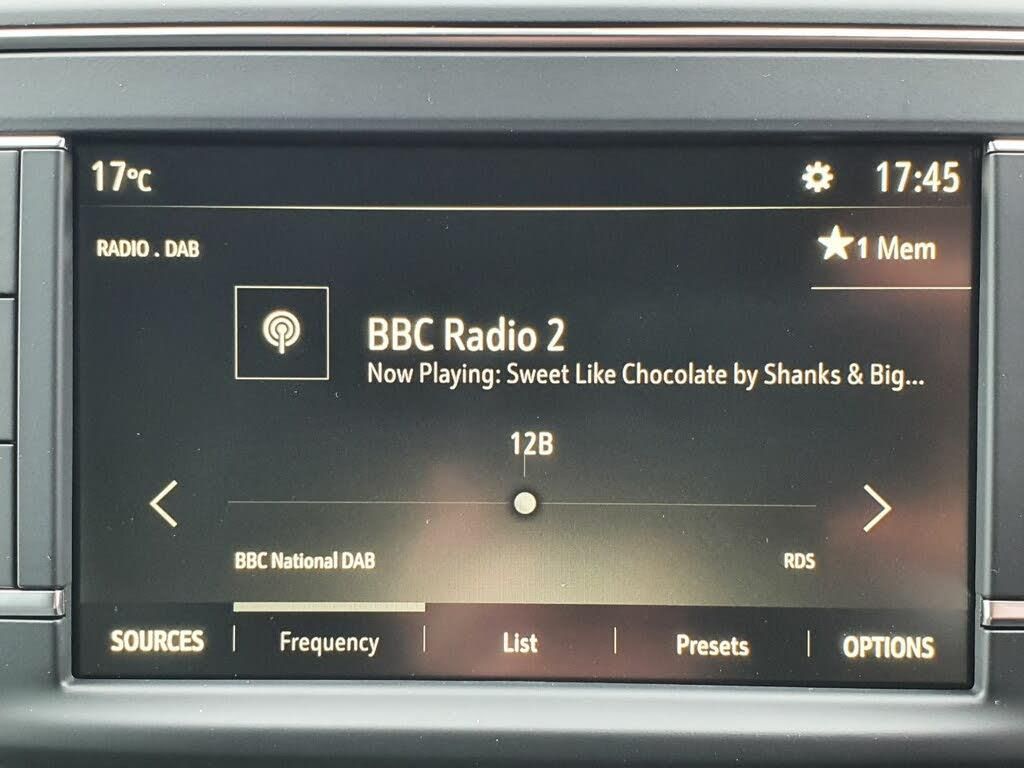 17°C 17:45
RADIO . DAB ★1 Mem
BBC Radio 2
Now Playing: Sweet Like Chocolate by Shanks & Big...
12B
BBC National DAB RDS
SOURCES Frequency List Presets OPTIONS